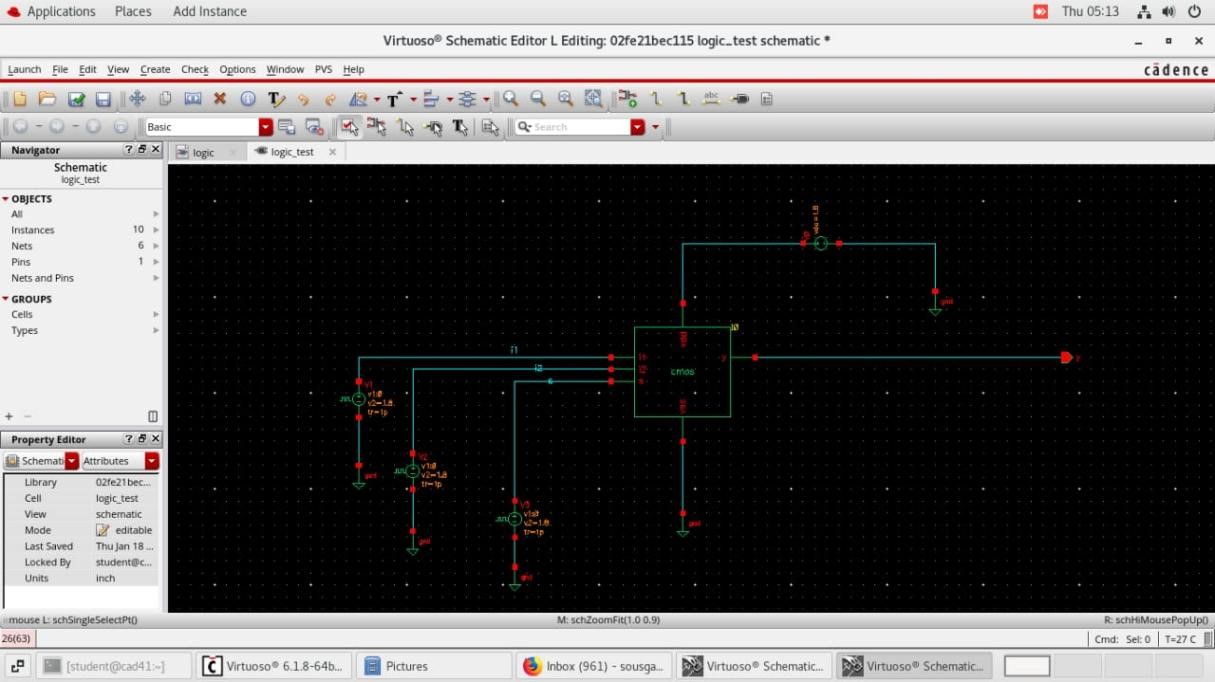 Applications Places Add Instance Thu 05:13
Virtuoso® Schematic Editor L Editing: 02fe21bec115 logic_test schematic *
Launch File Edit View Create Check Options Window PVS Help cādence
Basic Search
Navigator
logic
logic_test
Schematic
logic_test
OBJECTS
All
Instances 10
Nets 6
Pins 1
Nets and Pins
GROUPS
Cells
Types
Property Editor
Schemati Attributes
Library 02fe21bec...
Cell logic_test
View schematic
Mode editable
Last Saved Thu Jan 18 ...
Locked By student@c...
Units inch
vdc=1.8
gnd
I0
vdd
i1
i1
i2
i2
s
s
y
y
cmos
vss
gnd
V1
v1:0
v2=1.8
tr=1p
gnd
V2
v1:0
v2=1.8
tr=1p
gnd
V3
v1:0
v2=1.8
tr=1p
gnd
mouse L: schSingleSelectPt() M: schZoomFit(1.0 0.9) R: schHiMousePopUp()
26(63) Cmd: Sel: 0 T=27 C
[student@cad41:~] Virtuoso® 6.1.8-64b... Pictures Inbox (961) – sousga... Virtuoso® Schematic... Virtuoso® Schematic...